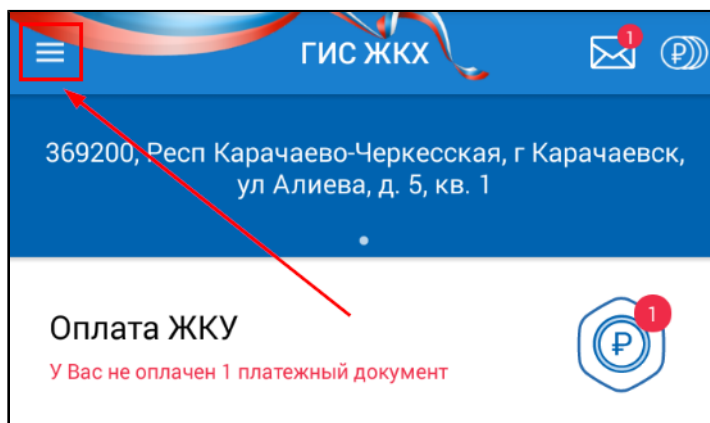 ГИС ЖКХ
1
369200, Респ Карачаево-Черкесская, г Карачаевск,
ул Алиева, д. 5, кв. 1
Оплата ЖКУ
1
У Вас не оплачен 1 платежный документ